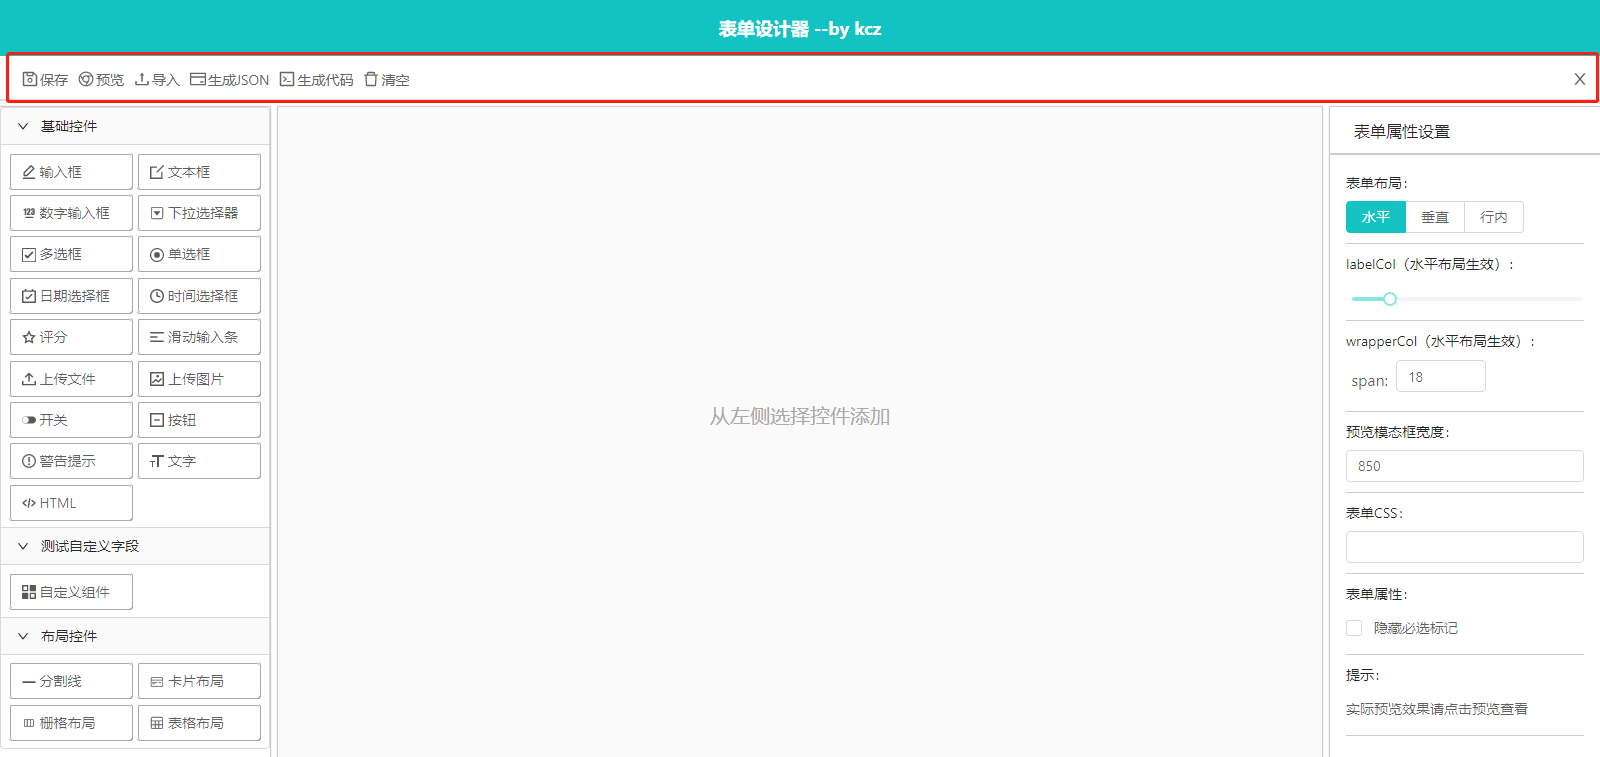 表单设计器 --by kcz
保存 预览 导入 生成JSON 生成代码 清空
基础控件
输入框 文本框
数字输入框 下拉选择器
多选框 单选框
日期选择框 时间选择框
评分 滑动输入条
上传文件 上传图片
开关 按钮
警告提示 文字
HTML
测试自定义字段
自定义组件
布局控件
分割线 卡片布局
栅格布局 表格布局
从左侧选择控件添加
表单属性设置
表单布局:
水平 垂直 行内
labelCol（水平布局生效）:
wrapperCol（水平布局生效）:
span: 18
预览模态框宽度:
850
表单CSS:
表单属性:
隐藏必选标记
提示:
实际预览效果请点击预览查看